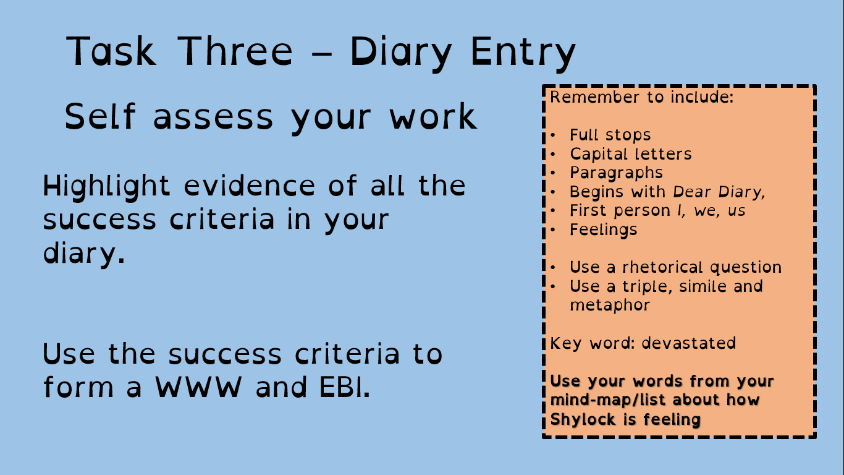 Task Three – Diary Entry
Self assess your work
Highlight evidence of all the
success criteria in your
diary.
Use the success criteria to
form a WWW and EBI.
Remember to include:
• Full stops
• Capital letters
• Paragraphs
• Begins with Dear Diary,
• First person I, we, us
• Feelings
• Use a rhetorical question
• Use a triple, simile and
metaphor
Key word: devastated
Use your words from your
mind-map/list about how
Shylock is feeling